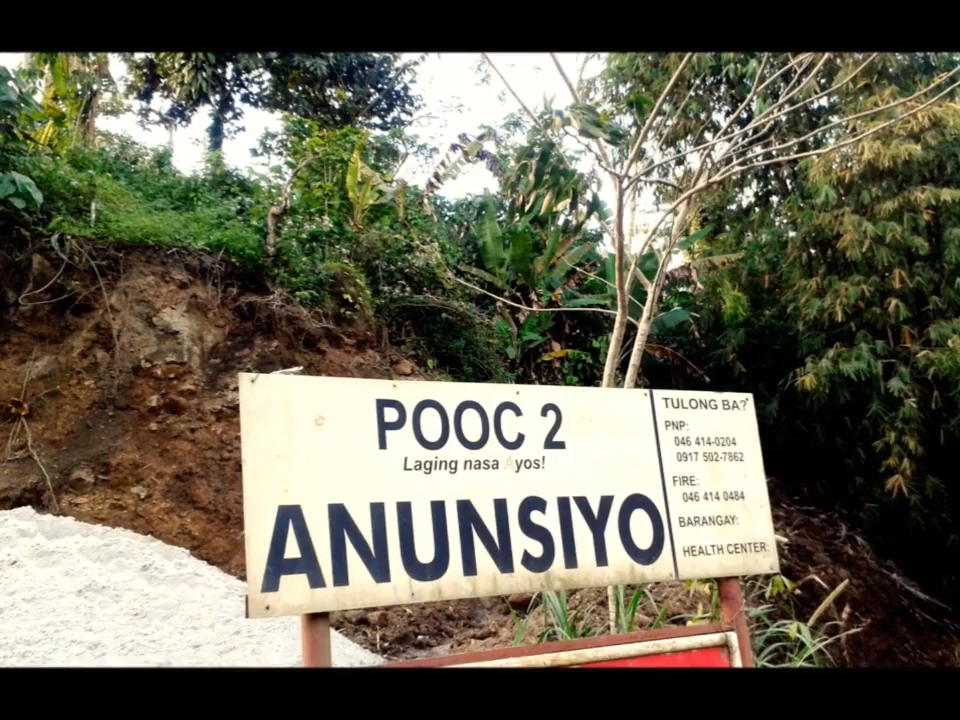 POOC 2
Laging nasa Ayos!
ANUNSIYO
TULONG BA?
PNP:
046 414-0204
0917 502-7862
FIRE:
046 414 0484
BARANGAY:
HEALTH CENTER: